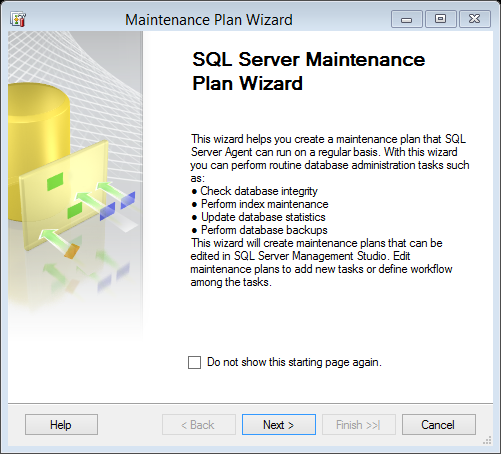 Maintenance Plan Wizard
SQL Server Maintenance
Plan Wizard
This wizard helps you create a maintenance plan that SQL
Server Agent can run on a regular basis. With this wizard
you can perform routine database administration tasks such
as:
● Check database integrity
● Perform index maintenance
● Update database statistics
● Perform database backups
This wizard will create maintenance plans that can be
edited in SQL Server Management Studio. Edit
maintenance plans to add new tasks or define workflow
among the tasks.
Do not show this starting page again.
Help < Back Next > Finish >>| Cancel